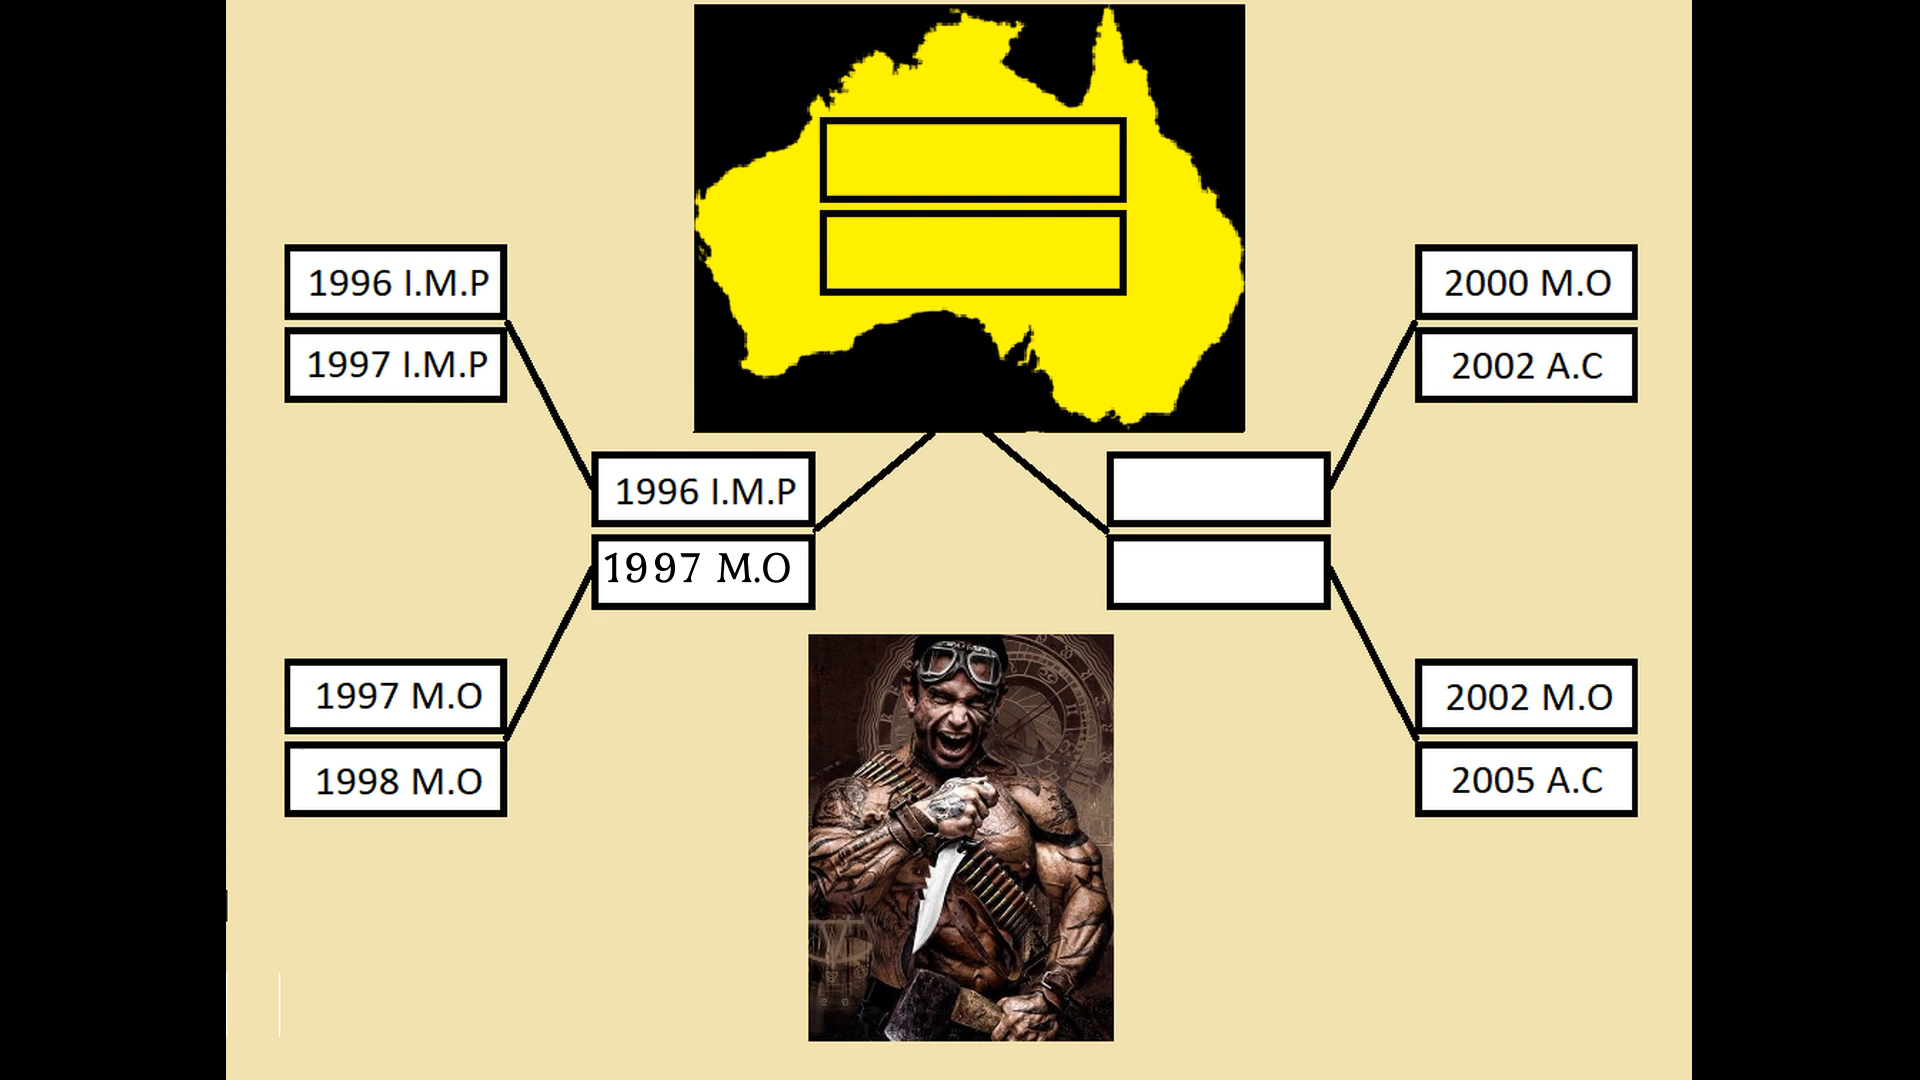 1996 I.M.P
1997 I.M.P
2000 M.O
2002 A.C
1996 I.M.P
1997 M.O
1997 M.O
1998 M.O
2002 M.O
2005 A.C